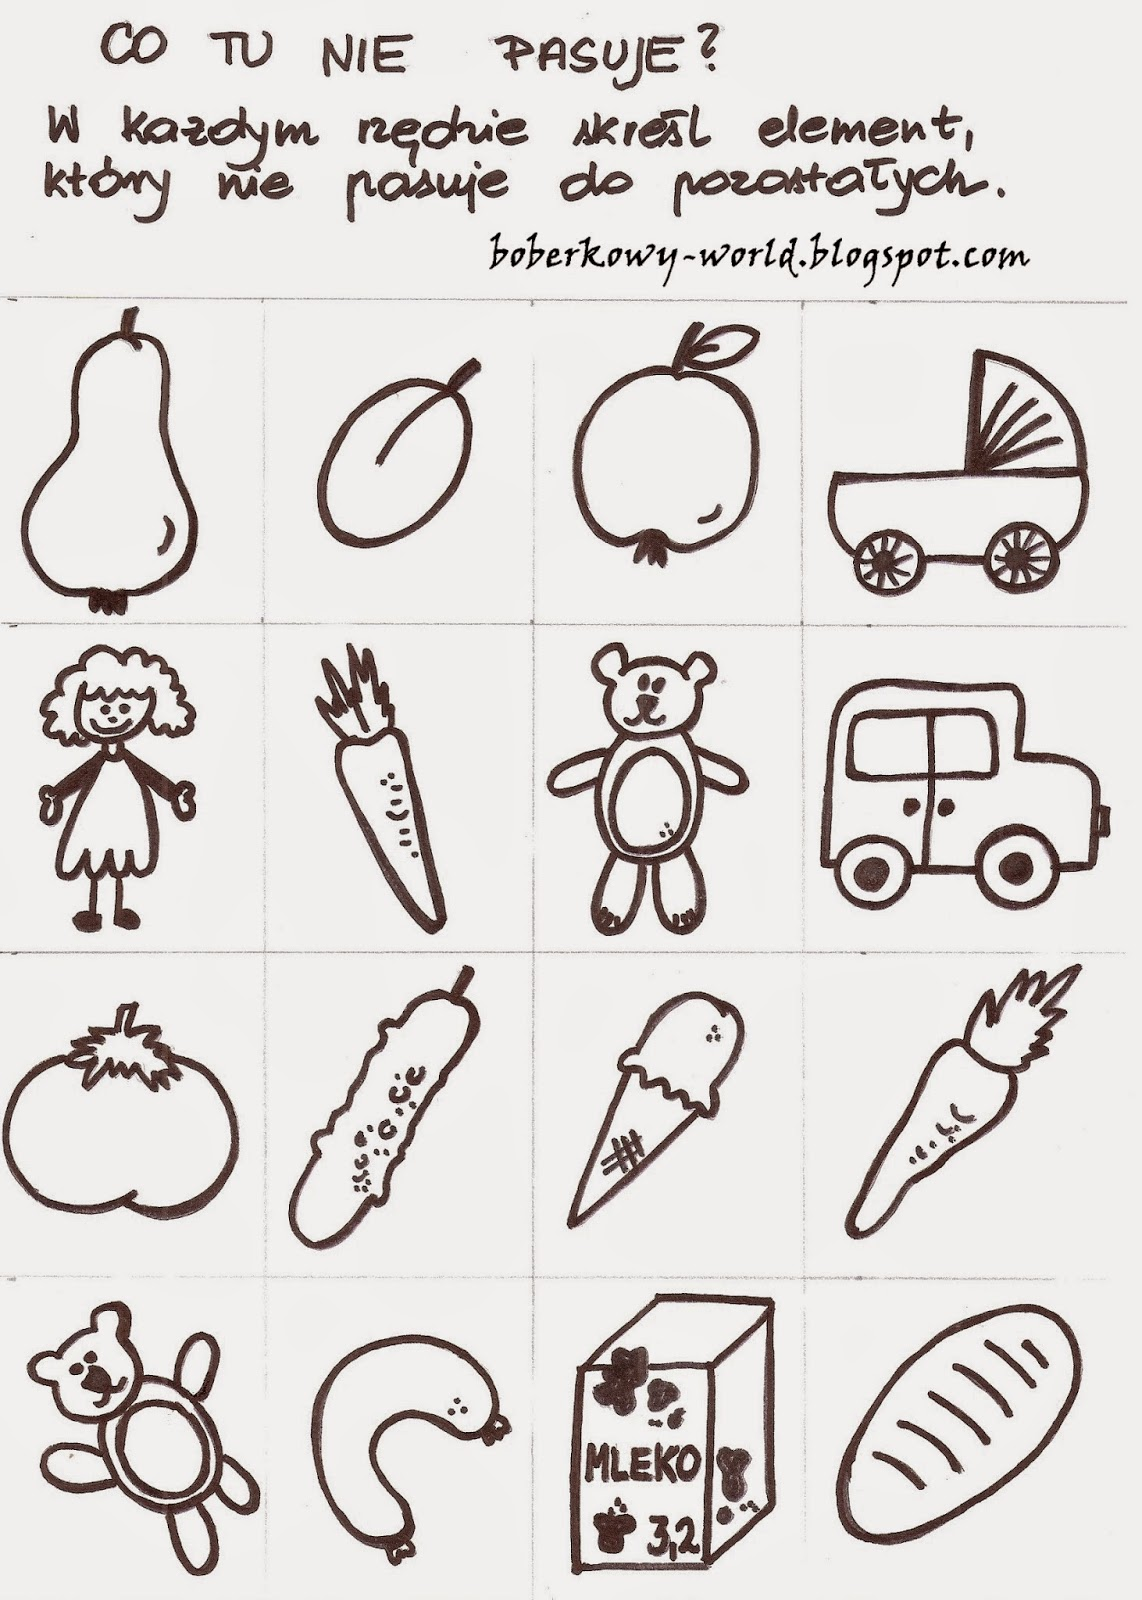 CO TU NIE PASUJE?
W każdym rzędzie skreśl element,
który nie pasuje do pozostałych.
boberkowy-world.blogspot.com
MLEKO
3,2